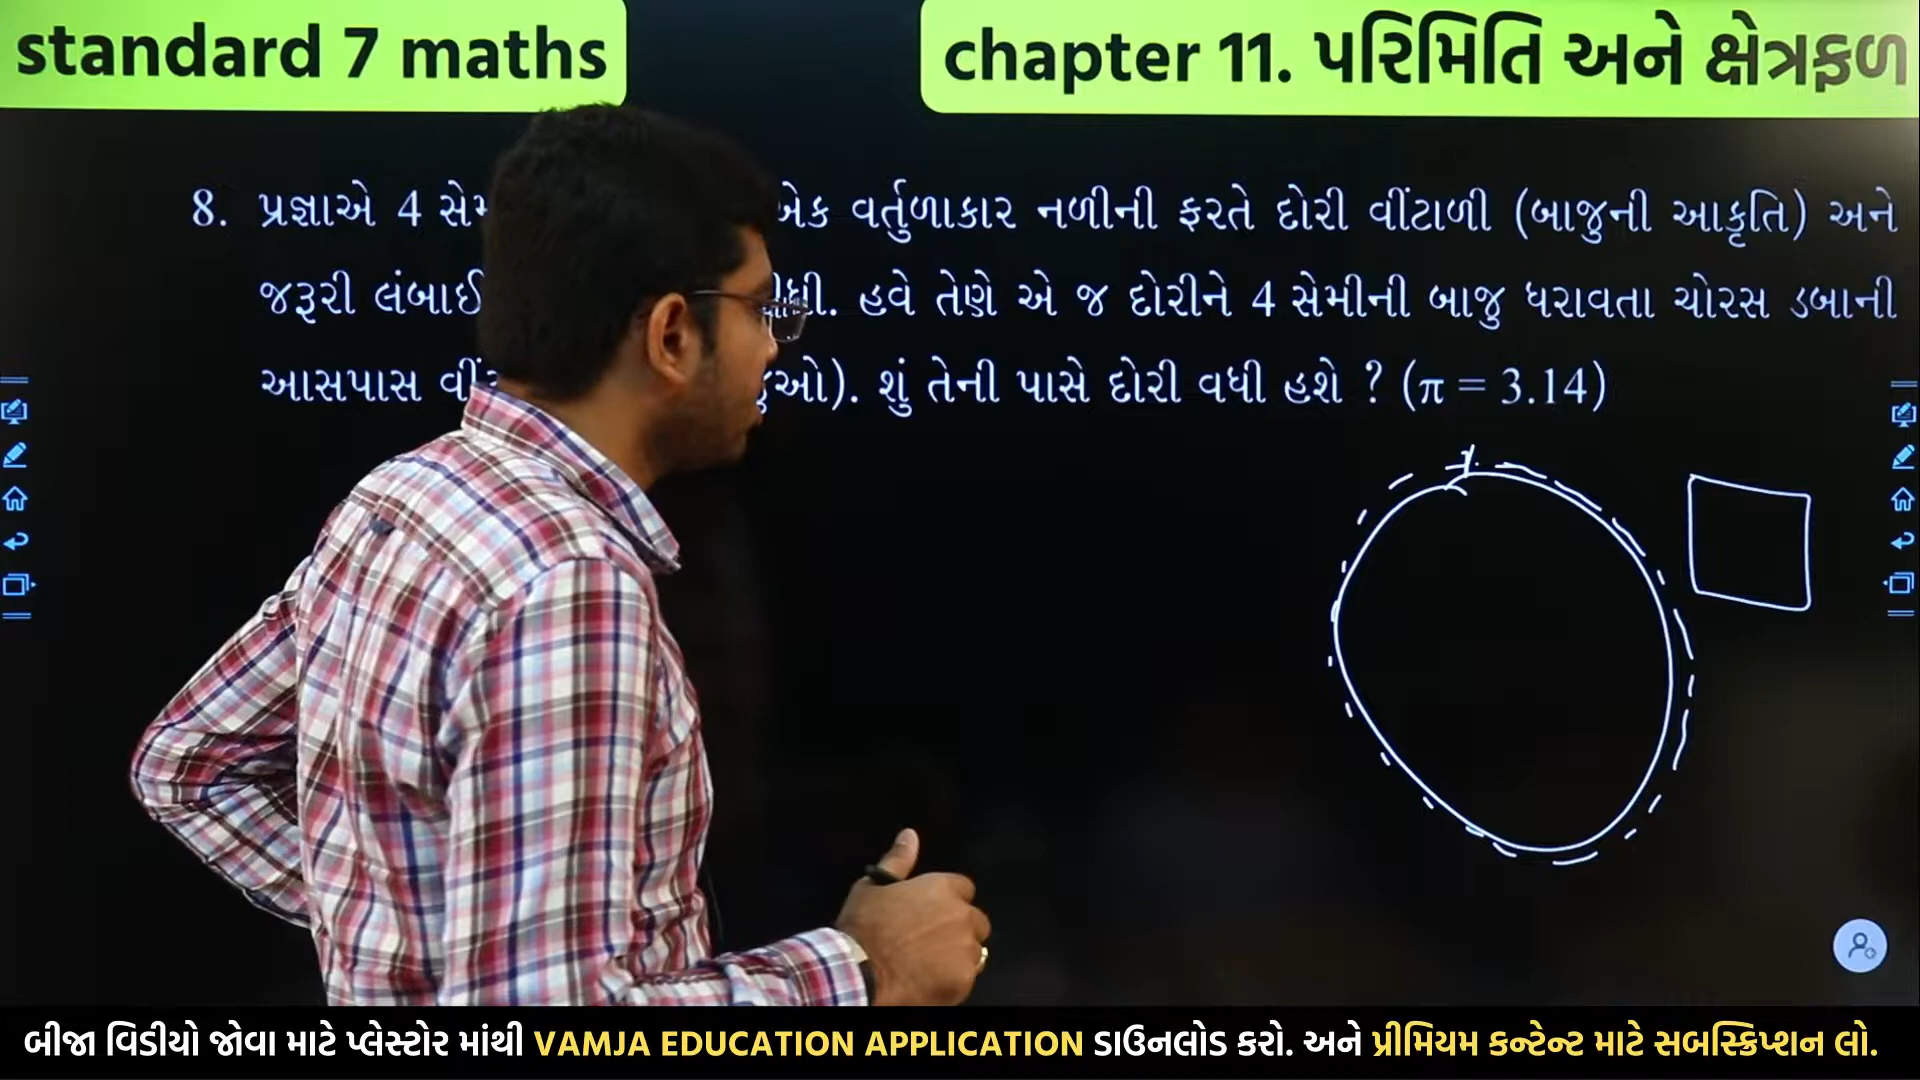 standard 7 maths
chapter 11. પરિમિતિ અને ક્ષેત્રફળ
8. પ્રજ્ઞાએ 4 વર્તુળાકાર નળીની ફરતે દોરી વીંટાળી (બાજુની આકૃતિ) અને
જરૂરી હવે તેણે એ જ દોરીને 4 સેમીની બાજુ ધરાવતા ચોરસ ડબાની
આસપાસ શું તેની પાસે દોરી વધી હશે ? (π = 3.14)
બીજા વિડીયો જોવા માટે પ્લેસ્ટોર માંથી VAMJA EDUCATION APPLICATION ડાઉનલોડ કરો. અને પ્રીમિયમ કન્ટેન્ટ માટે સબસ્ક્રિપ્શન લો.